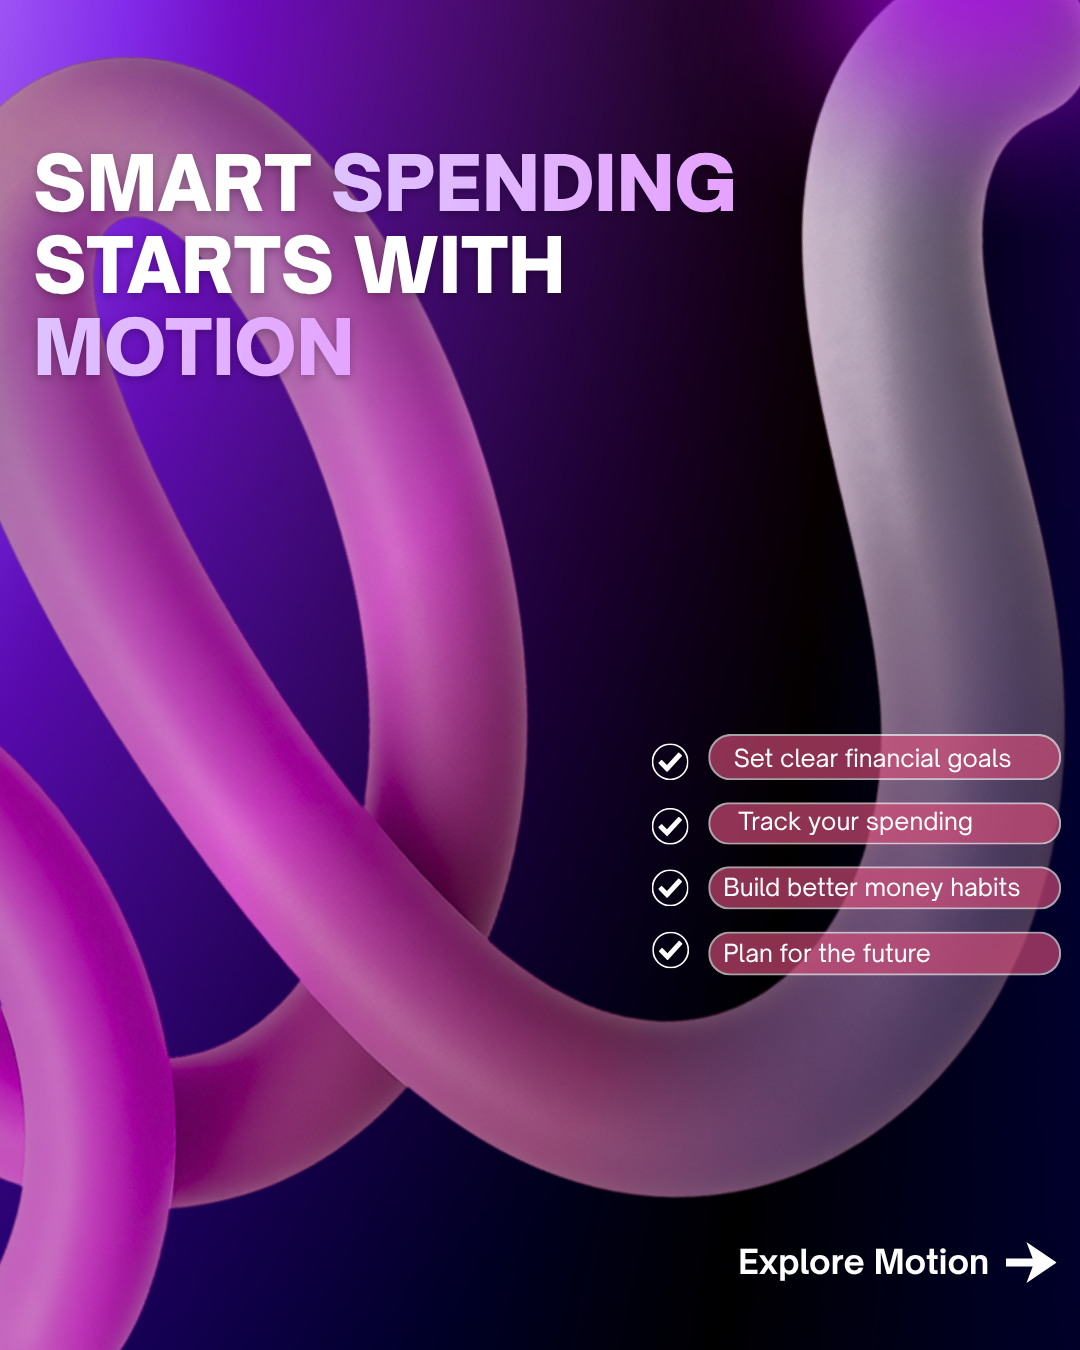 SMART SPENDING
STARTS WITH
MOTION
Set clear financial goals
Track your spending
Build better money habits
Plan for the future
Explore Motion